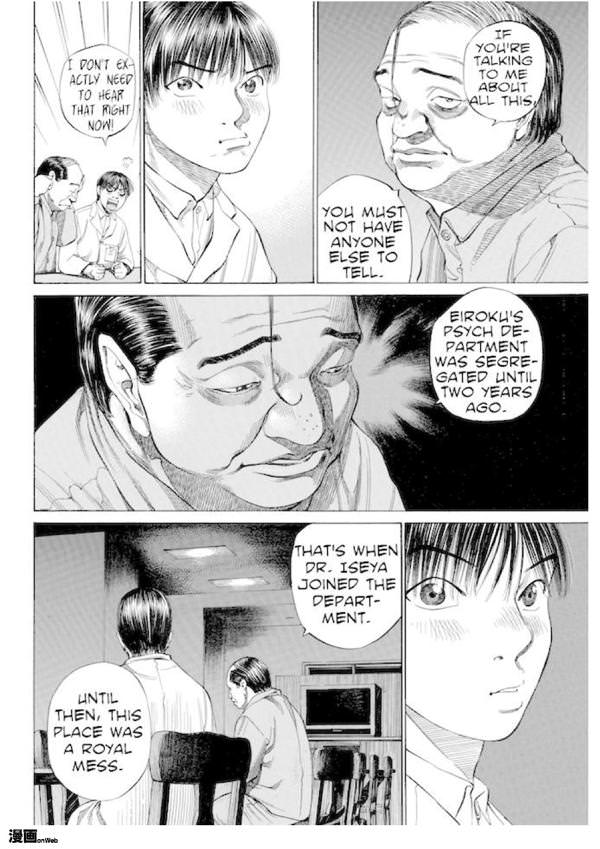 IF
YOU'RE
TALKING
TO ME
ABOUT
ALL THIS,
YOU MUST
NOT HAVE
ANYONE
ELSE TO
TELL.
I DON'T EX-
ACTLY NEED
TO HEAR
THAT RIGHT
NOW!
EIROKU'S
PSYCH DE-
PARTMENT
WAS SEGRE-
GATED UNTIL
TWO YEARS
AGO.
THAT'S WHEN
DR. ISEYA
JOINED THE
DEPART-
MENT.
UNTIL
THEN, THIS
PLACE WAS
A ROYAL
MESS.
漫画onWeb